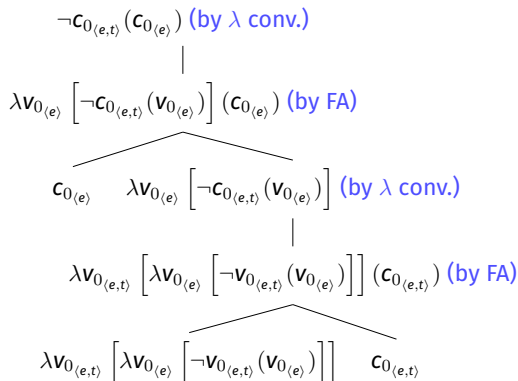 ¬c₀⟨e,t⟩(c₀⟨e⟩) (by λ conv.)
λv₀⟨e⟩ [¬c₀⟨e,t⟩(v₀⟨e⟩)] (c₀⟨e⟩) (by FA)
c₀⟨e⟩ λv₀⟨e⟩ [¬c₀⟨e,t⟩(v₀⟨e⟩)] (by λ conv.)
λv₀⟨e,t⟩ [λv₀⟨e⟩ [¬v₀⟨e,t⟩(v₀⟨e⟩)]] (c₀⟨e,t⟩) (by FA)
λv₀⟨e,t⟩ [λv₀⟨e⟩ [¬v₀⟨e,t⟩(v₀⟨e⟩)]] c₀⟨e,t⟩